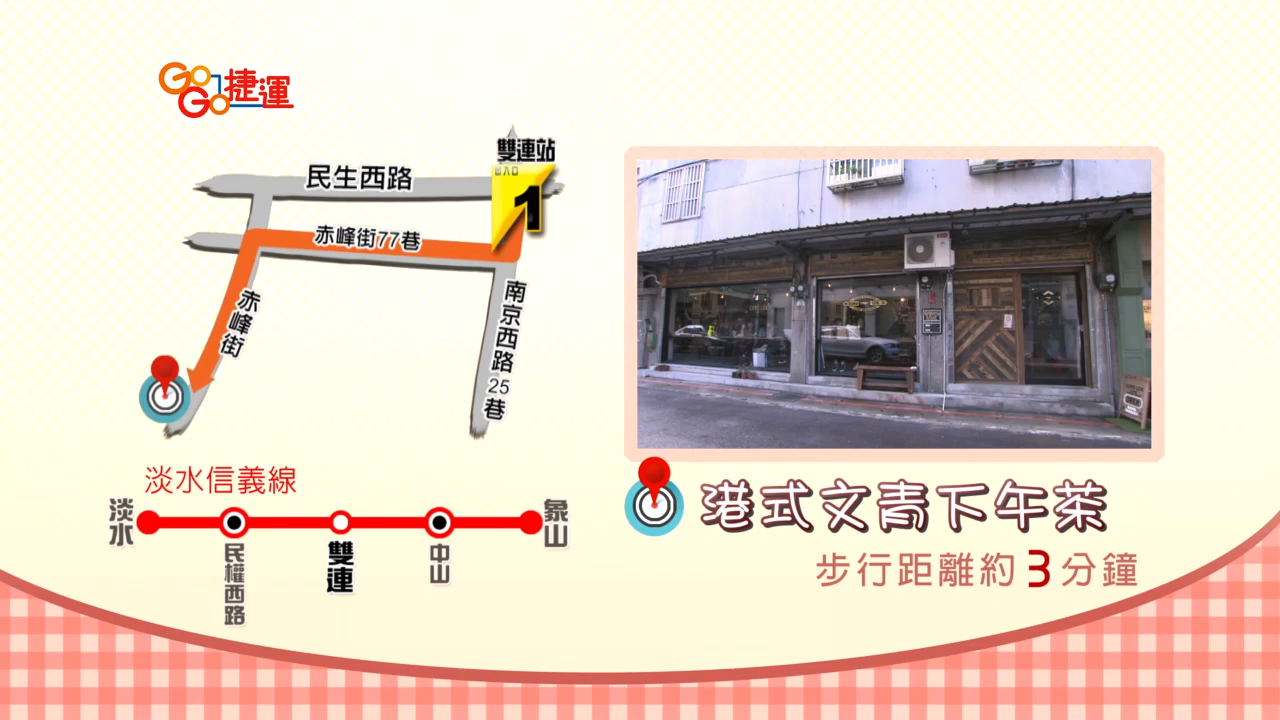 GoGo捷運
雙連站
出入口
1
民生西路
赤峰街77巷
赤峰街
南京西路25巷
淡水信義線
淡水
象山
民權西路
雙連
中山
港式文青下午茶
步行距離約3分鐘